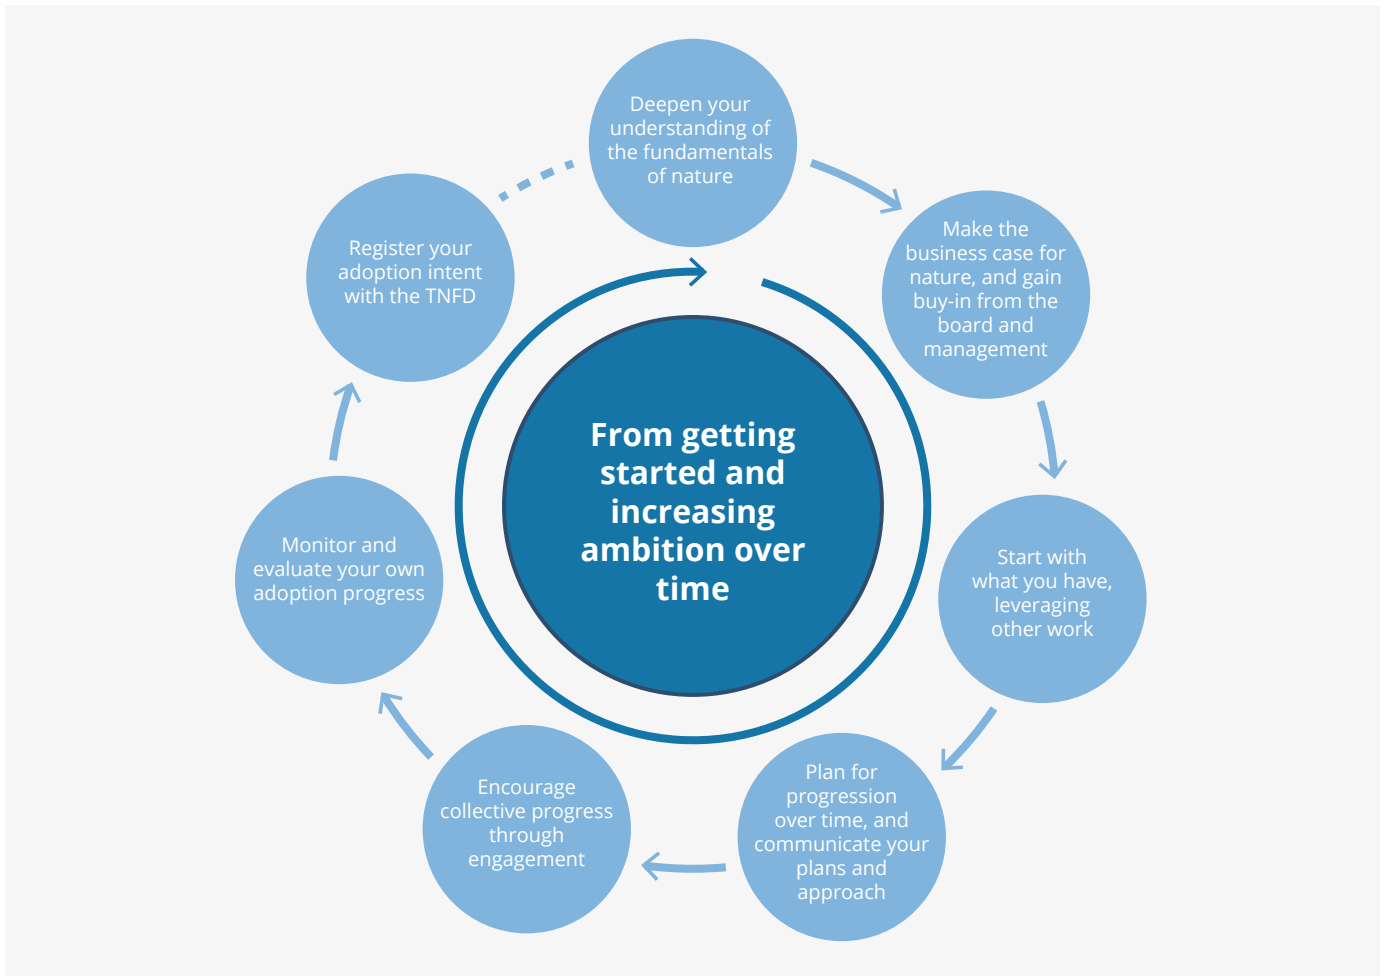 Deepen your
understanding of
the fundamentals
of nature
Make the
business case for
nature, and gain
buy-in from the
board and
management
Start with
what you have,
leveraging
other work
Plan for
progression
over time, and
communicate your
plans and
approach
Encourage
collective progress
through
engagement
Monitor and
evaluate your own
adoption progress
Register your
adoption intent
with the TNFD
From getting
started and
increasing
ambition over
time